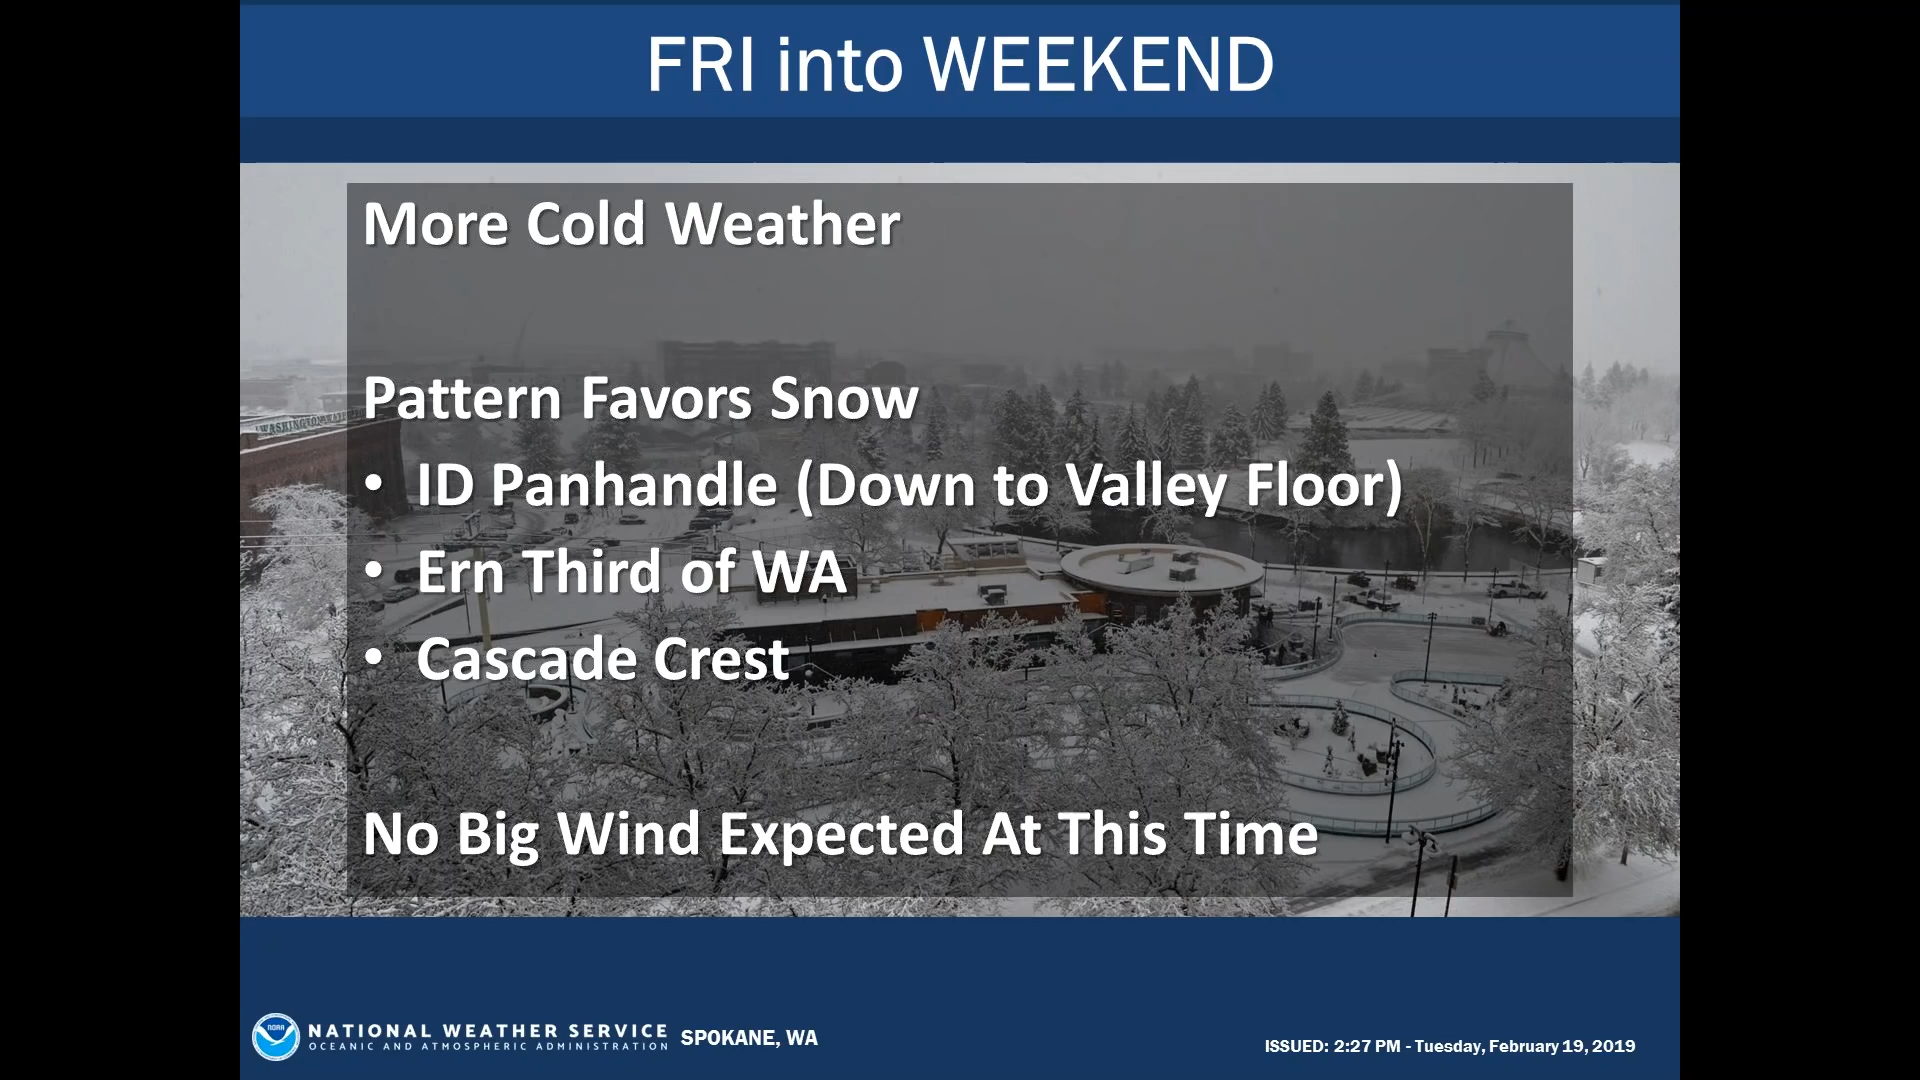 FRI into WEEKEND
More Cold Weather
Pattern Favors Snow
• ID Panhandle (Down to Valley Floor)
• Ern Third of WA
• Cascade Crest
No Big Wind Expected At This Time
NOAA
NATIONAL WEATHER SERVICE
OCEANIC AND ATMOSPHERIC ADMINISTRATION
SPOKANE, WA
ISSUED: 2:27 PM - Tuesday, February 19, 2019